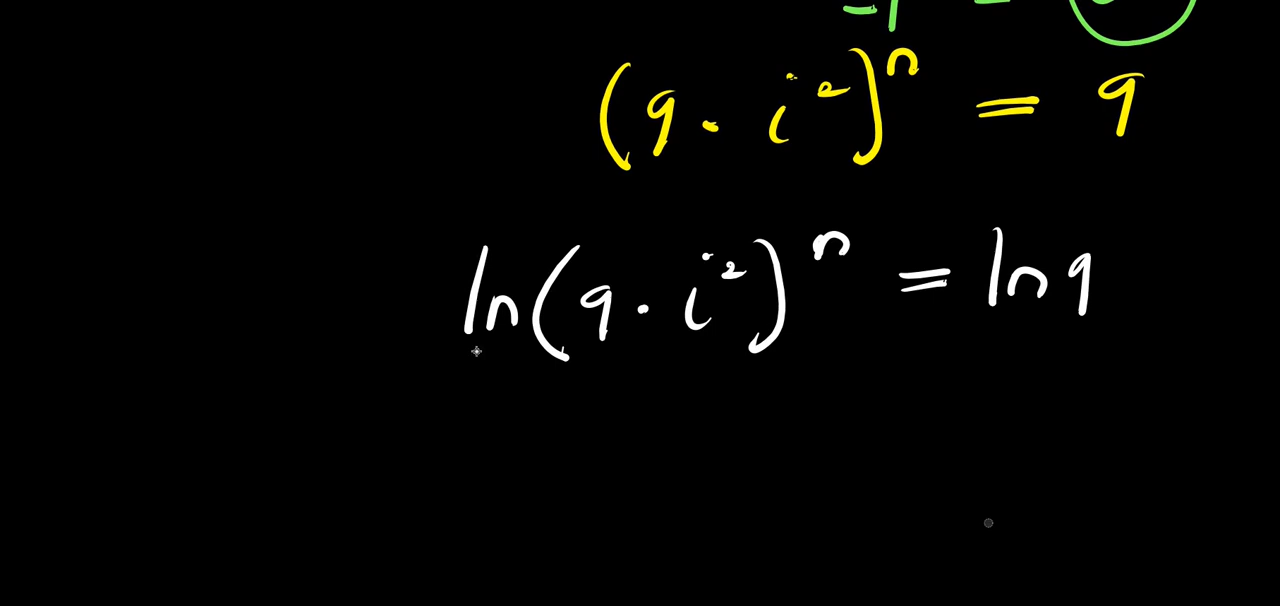 (9 · i²)ⁿ = 9
ln(9 · i²)ⁿ = ln 9